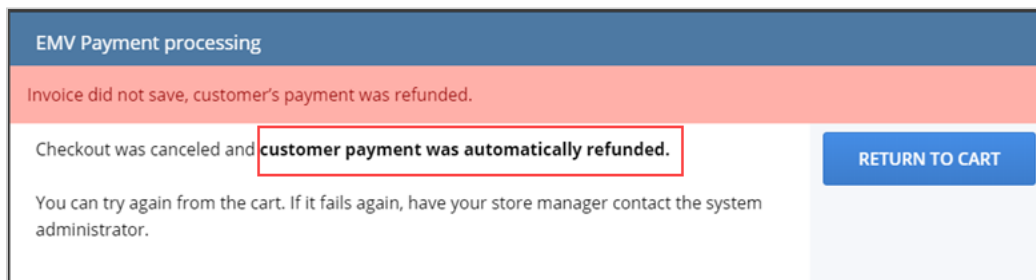 EMV Payment processing
Invoice did not save, customer's payment was refunded.
Checkout was canceled and customer payment was automatically refunded.
RETURN TO CART
You can try again from the cart. If it fails again, have your store manager contact the system
administrator.